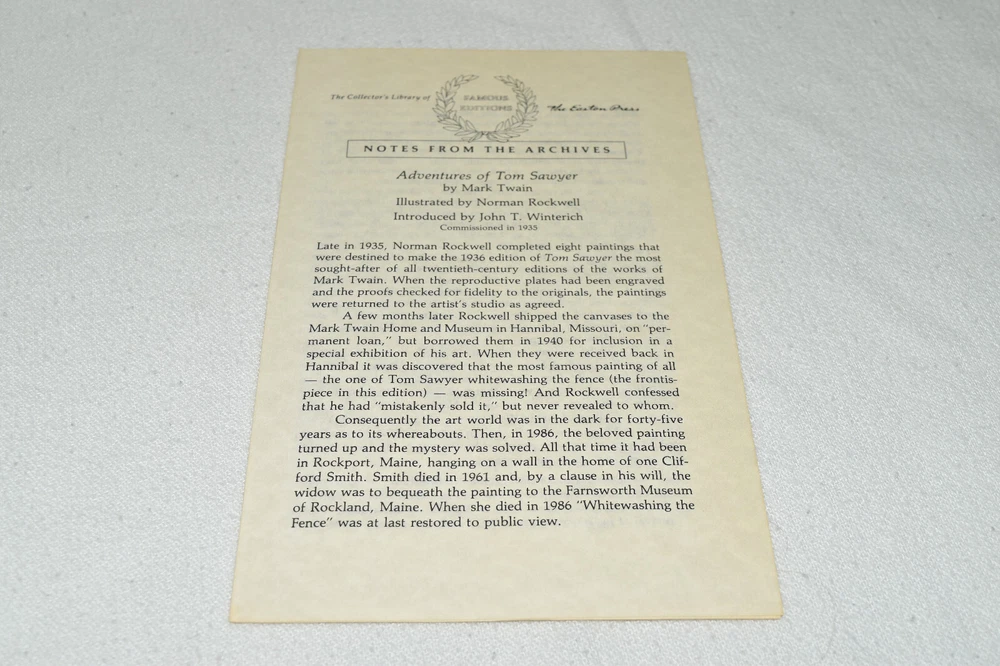 The Collector's Library of
FAMOUS
EDITIONS
The Easton Press
NOTES FROM THE ARCHIVES
Adventures of Tom Sawyer
by Mark Twain
Illustrated by Norman Rockwell
Introduced by John T. Winterich
Commissioned in 1935
Late in 1935, Norman Rockwell completed eight paintings that
were destined to make the 1936 edition of Tom Sawyer the most
sought-after of all twentieth-century editions of the works of
Mark Twain. When the reproductive plates had been engraved
and the proofs checked for fidelity to the originals, the paintings
were returned to the artist's studio as agreed.
A few months later Rockwell shipped the canvases to the
Mark Twain Home and Museum in Hannibal, Missouri, on "per-
manent loan," but borrowed them in 1940 for inclusion in a
special exhibition of his art. When they were received back in
Hannibal it was discovered that the most famous painting of all
— the one of Tom Sawyer whitewashing the fence (the frontis-
piece in this edition) — was missing! And Rockwell confessed
that he had "mistakenly sold it," but never revealed to whom.
Consequently the art world was in the dark for forty-five
years as to its whereabouts. Then, in 1986, the beloved painting
turned up and the mystery was solved. All that time it had been
in Rockport, Maine, hanging on a wall in the home of one Clif-
ford Smith. Smith died in 1961 and, by a clause in his will, the
widow was to bequeath the painting to the Farnsworth Museum
of Rockland, Maine. When she died in 1986 "Whitewashing the
Fence" was at last restored to public view.